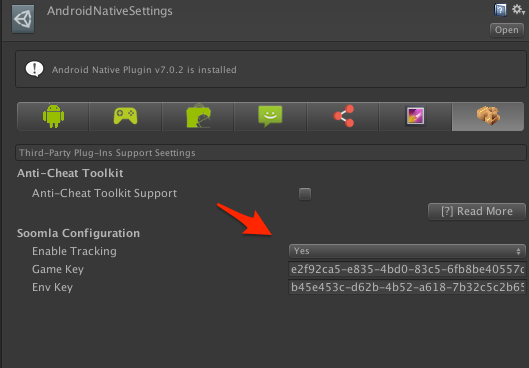 AndroidNativeSettings
Open
Android Native Plugin v7.0.2 is installed
Third-Party Plug-Ins Support Seettings
Anti-Cheat Toolkit
Anti-Cheat Toolkit Support
[?] Read More
Soomla Configuration
Enable Tracking Yes
Game Key e2f92ca5-e835-4bd0-83c5-6fb8be40557c
Env Key b45e453c-d62b-4b52-a618-7b32c5c2b65